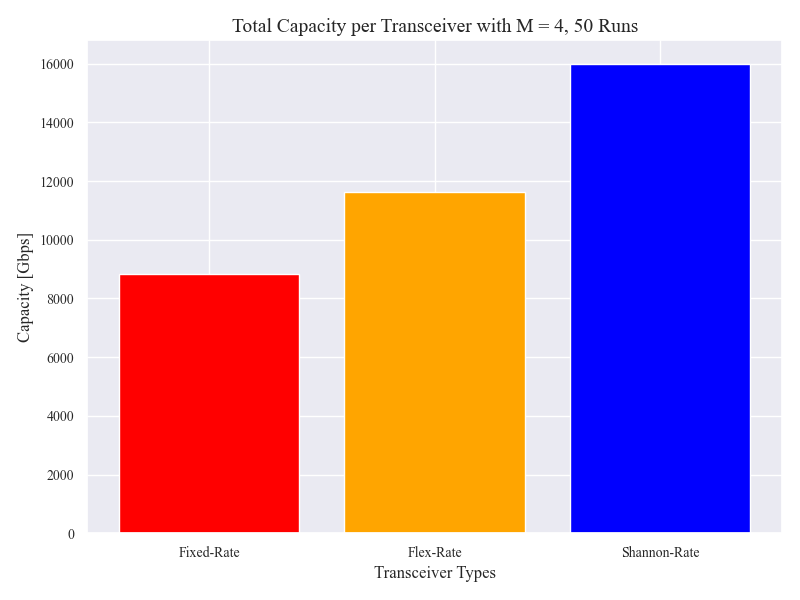 Total Capacity per Transceiver with M = 4, 50 Runs
16000
14000
12000
10000
8000
6000
4000
2000
0
Capacity [Gbps]
Fixed-Rate
Flex-Rate
Shannon-Rate
Transceiver Types